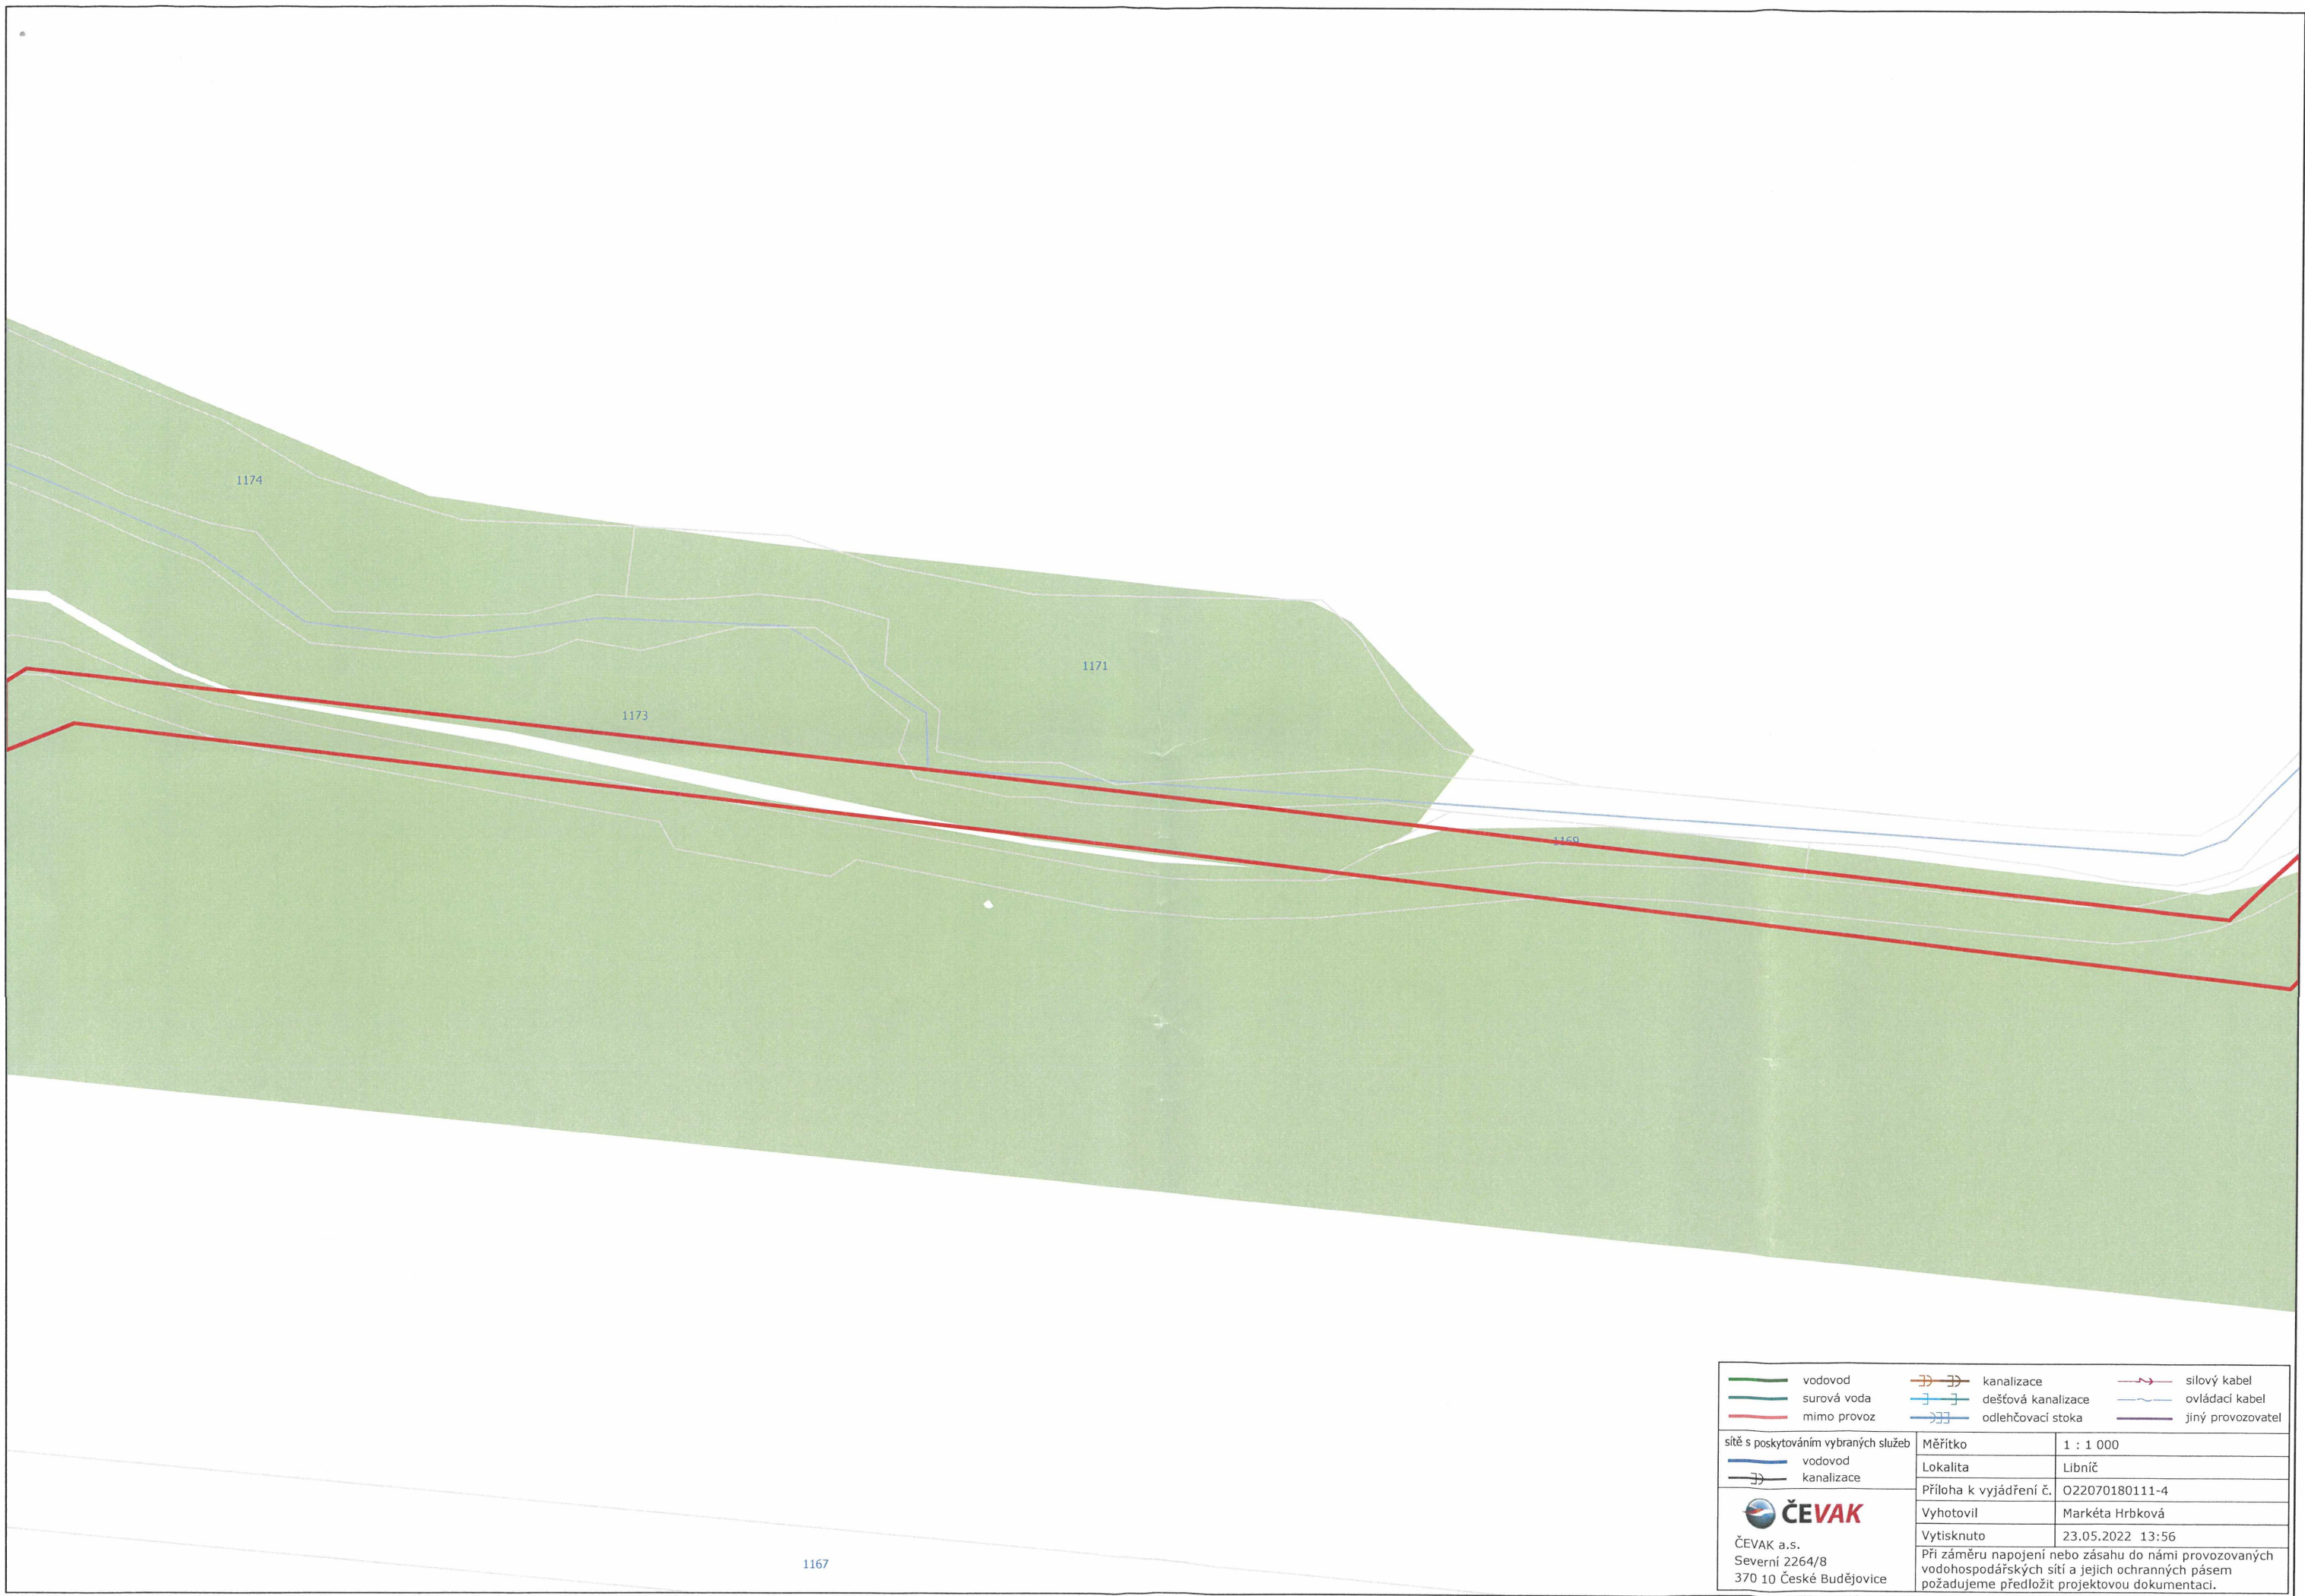 1174
1171
1173
1169
1167
vodovod
surová voda
mimo provoz
kanalizace
dešťová kanalizace
odlehčovací stoka
silový kabel
ovládací kabel
jiný provozovatel
sítě s poskytováním vybraných služeb
vodovod
kanalizace
Měřítko 1 : 1 000
Lokalita Libníč
Příloha k vyjádření č. O22070180111-4
Vyhotovil Markéta Hrbková
Vytisknuto 23.05.2022 13:56
ČEVAK
ČEVAK a.s.
Severní 2264/8
370 10 České Budějovice
Při záměru napojení nebo zásahu do námi provozovaných
vodohospodářských sítí a jejich ochranných pásem
požadujeme předložit projektovou dokumentaci.